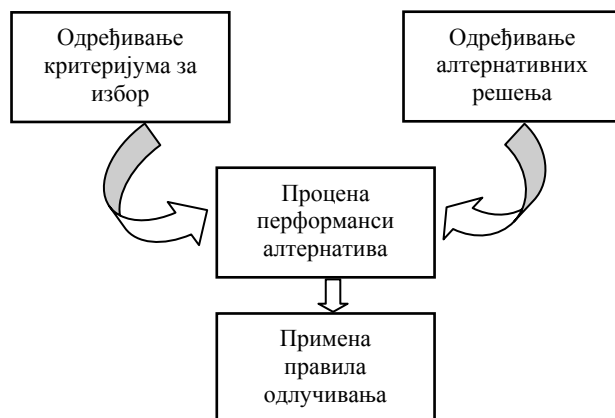 Одређивање
критеријума за
избор
Одређивање
алтернативних
решења
Процена
перформанси
алтернатива
Примена
правила
одлучивања